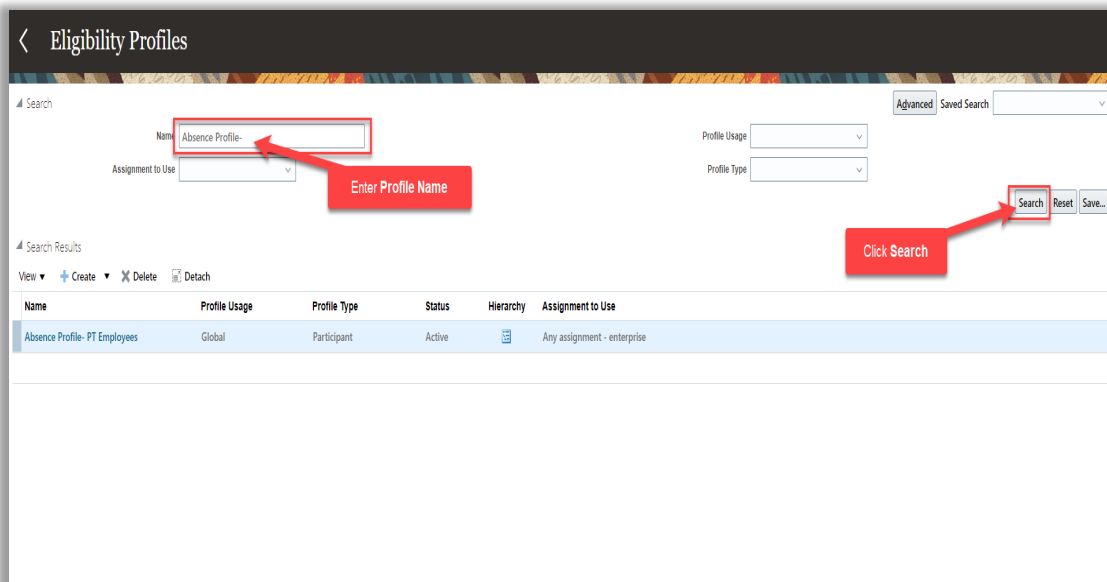 Eligibility Profiles
Search
Advanced Saved Search
Name Absence Profile-
Profile Usage
Assignment to Use
Profile Type
Enter Profile Name
Search Reset Save...
Click Search
Search Results
View Create Delete Detach
Name Profile Usage Profile Type Status Hierarchy Assignment to Use
Absence Profile- PT Employees Global Participant Active Any assignment - enterprise